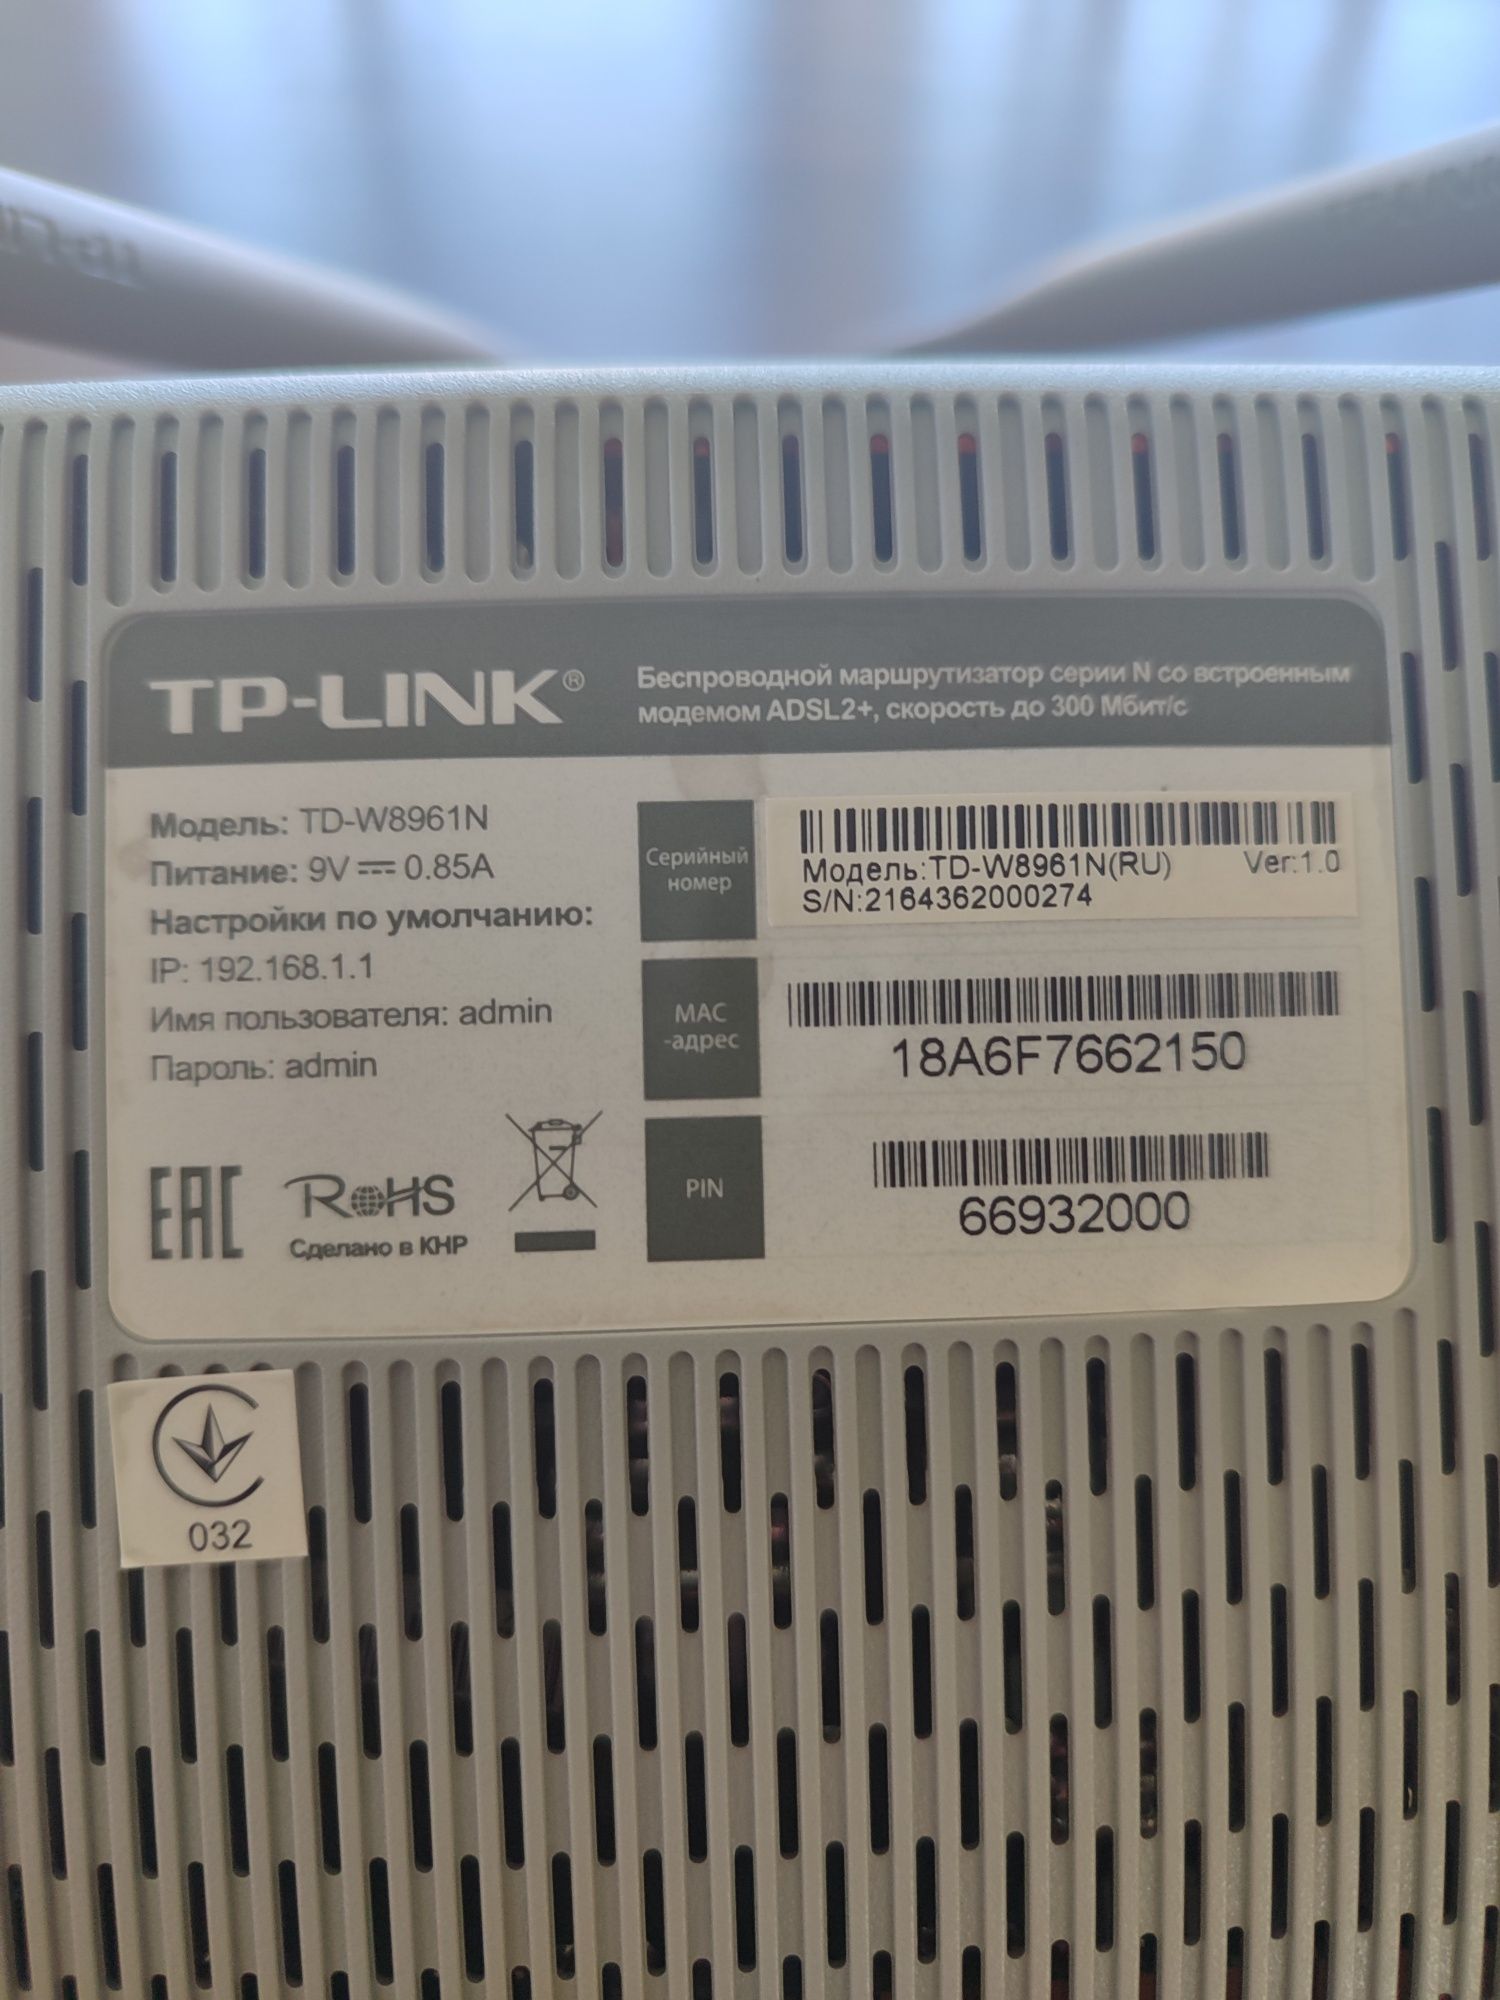 TP-LINK®
Беспроводной маршрутизатор серии N со встроенным
модемом ADSL2+, скорость до 300 Мбит/с
Модель: TD-W8961N
Питание: 9V 0.85A
Настройки по умолчанию:
IP: 192.168.1.1
Имя пользователя: admin
Пароль: admin
EAC
RoHS
Сделано в КНР
Серийный
номер
Модель:TD-W8961N(RU) Ver:1.0
S/N:2164362000274
MAC
-адрес
18A6F7662150
PIN
66932000
032